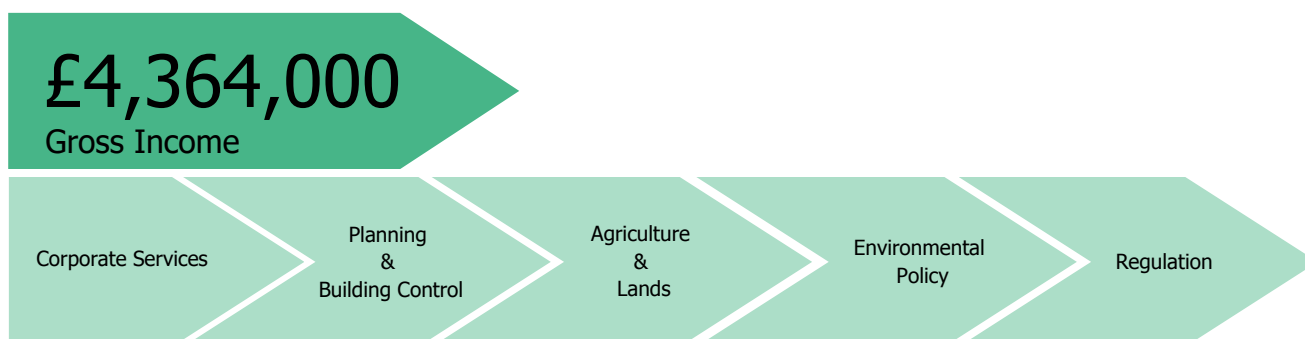 £4,364,000
Gross Income
Corporate Services
Planning
&
Building Control
Agriculture
&
Lands
Environmental
Policy
Regulation